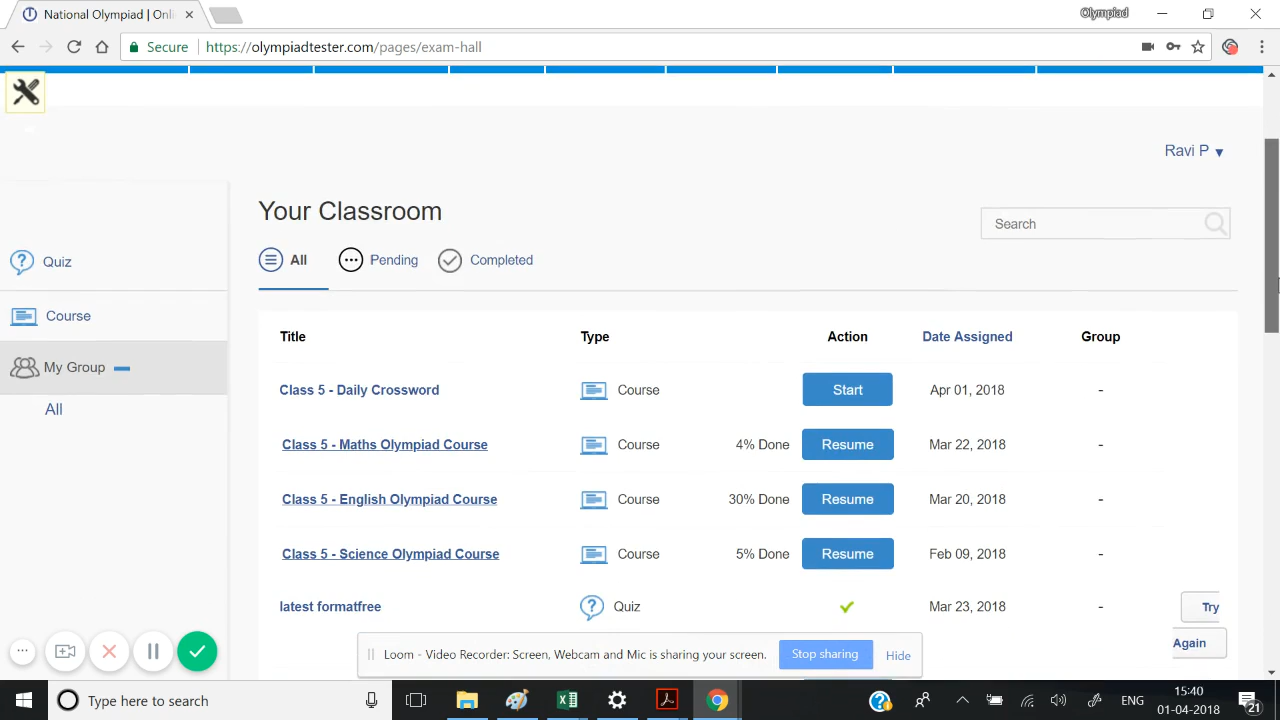 National Olympiad | Onli
Olympiad
Secure
https://olympiadtester.com/pages/exam-hall
Ravi P
Your Classroom
Search
Quiz
All
Pending
Completed
Course
My Group
All
Title Type Action Date Assigned Group
Class 5 - Daily Crossword Course Start Apr 01, 2018 -
Class 5 - Maths Olympiad Course Course 4% Done Resume Mar 22, 2018 -
Class 5 - English Olympiad Course Course 30% Done Resume Mar 20, 2018 -
Class 5 - Science Olympiad Course Course 5% Done Resume Feb 09, 2018 -
latest formatfree Quiz Mar 23, 2018 - Try
Again
Loom - Video Recorder: Screen, Webcam and Mic is sharing your screen. Stop sharing Hide
Type here to search
ENG
15:40
01-04-2018
21